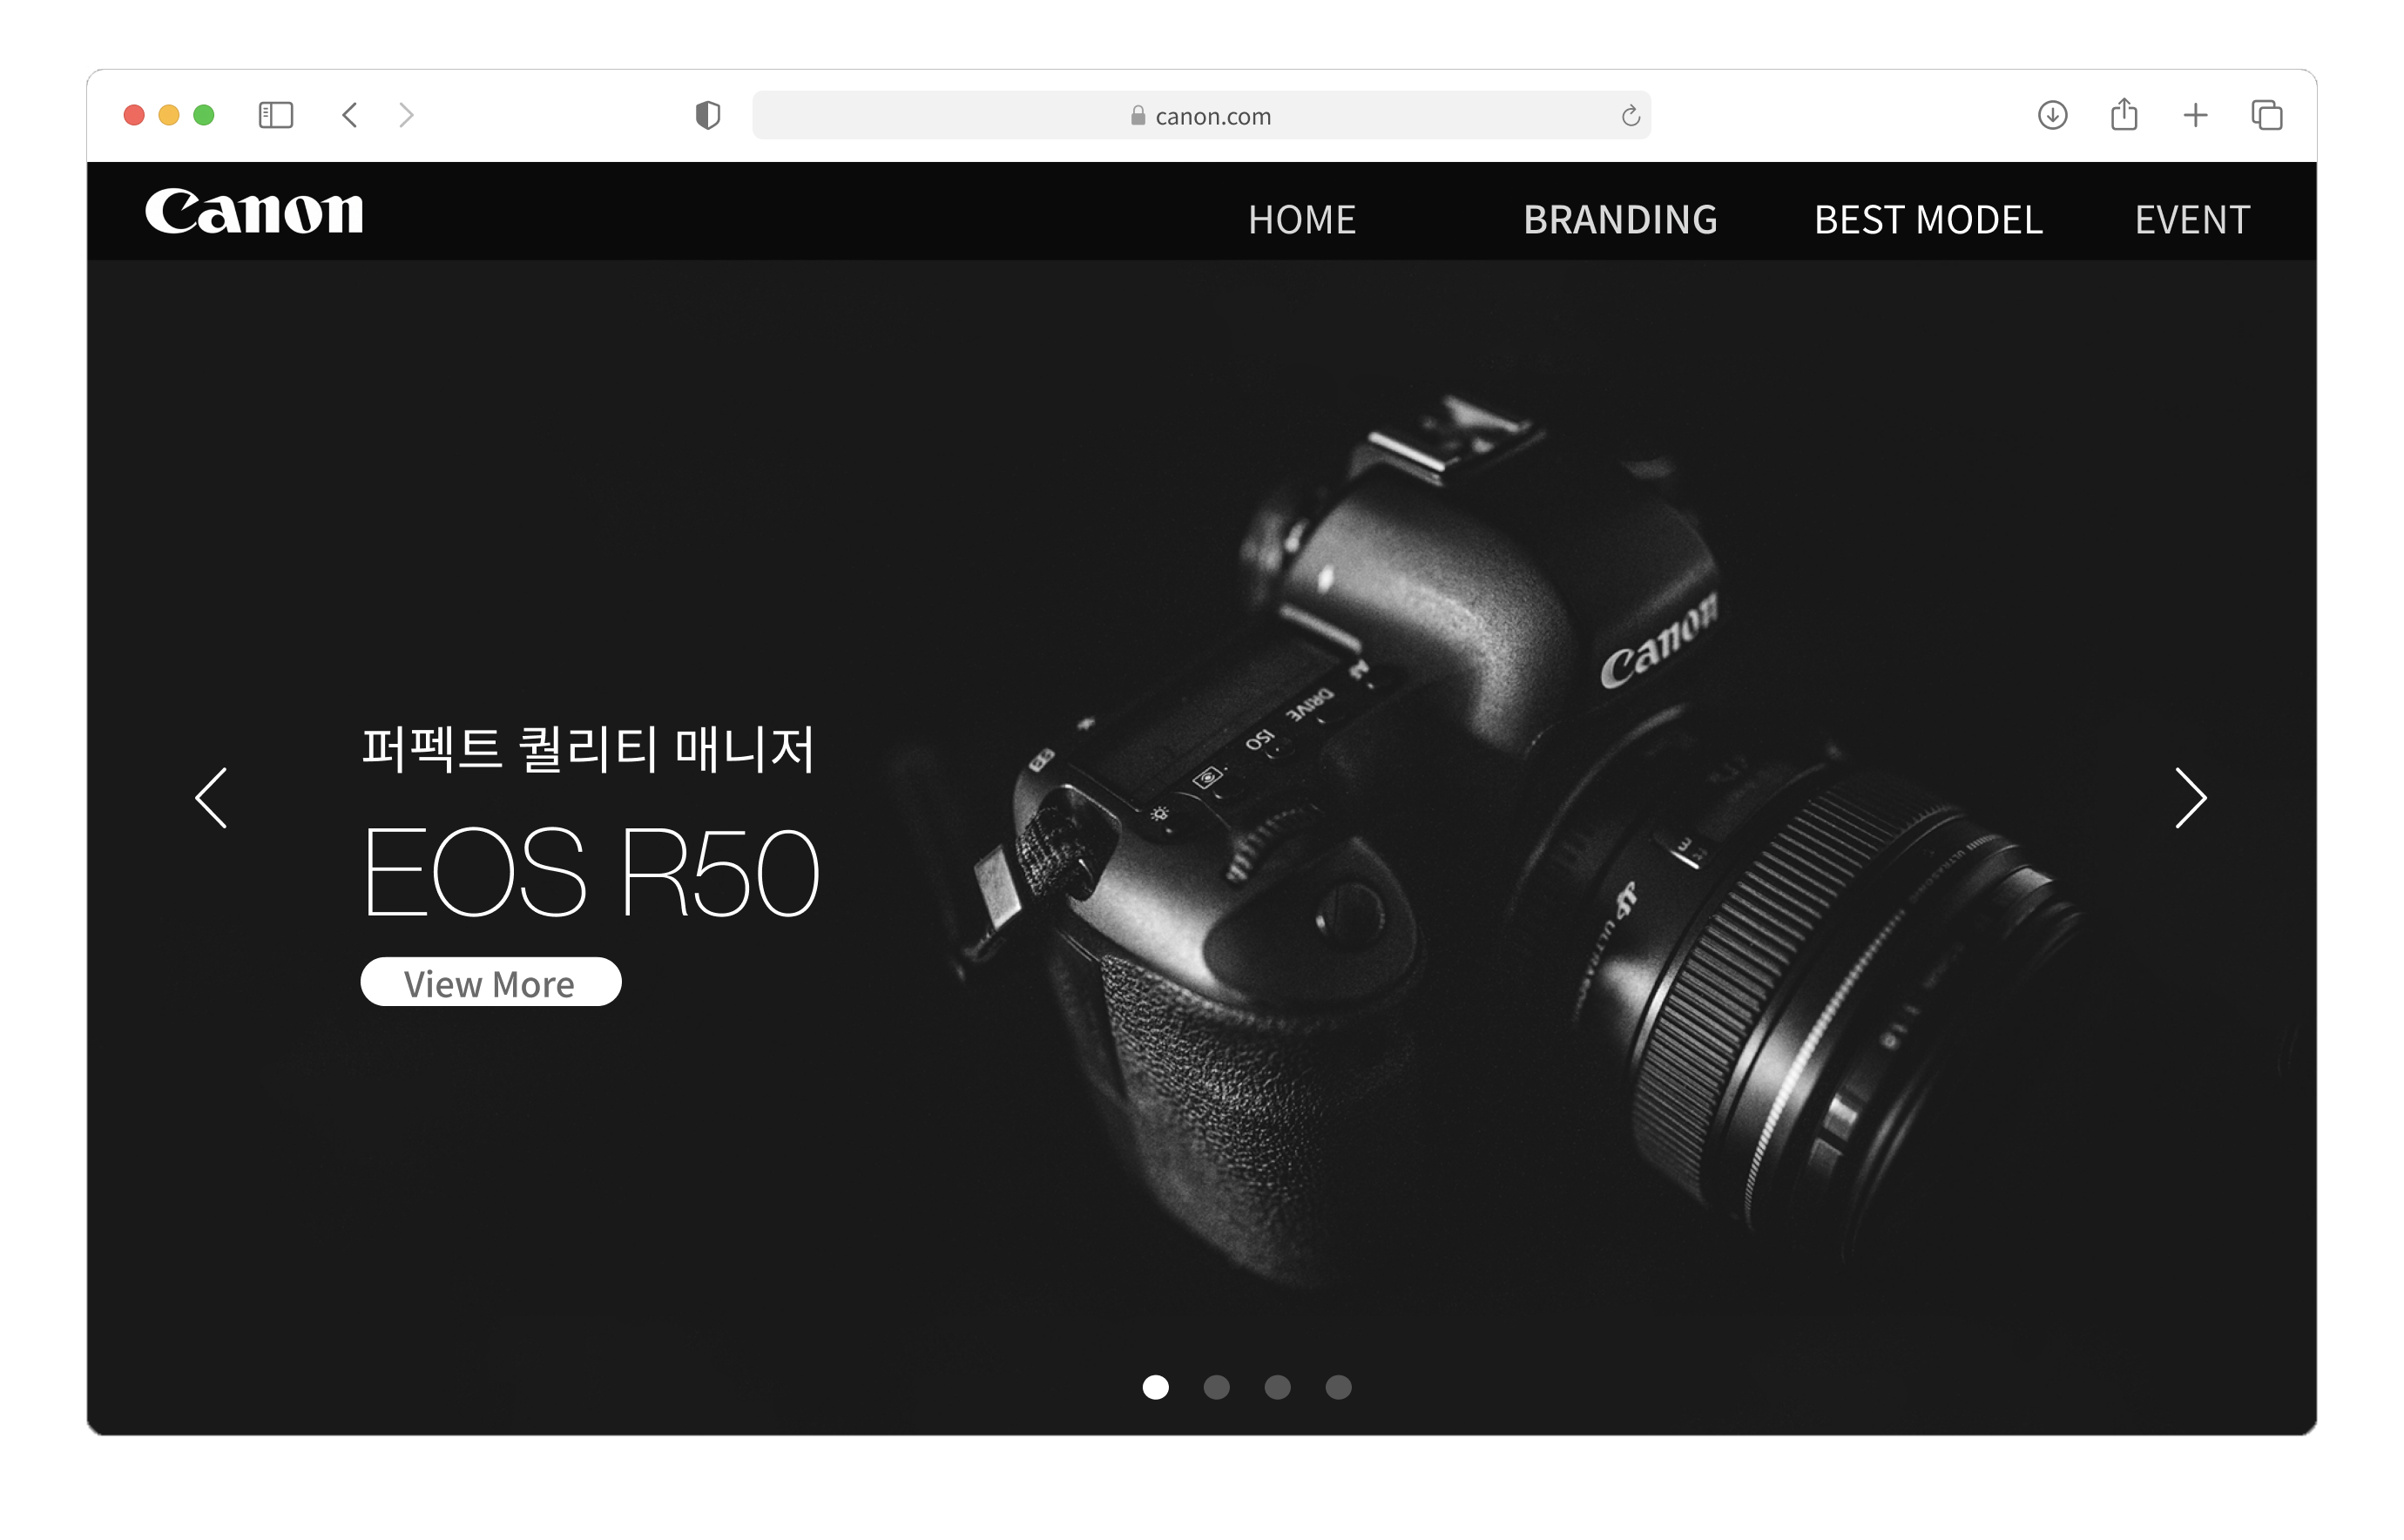 canon.com
Canon
HOME BRANDING BEST MODEL EVENT
Canon
AF
DRIVE
ISO
퍼펙트 퀄리티 매니저
EOS R50
View More